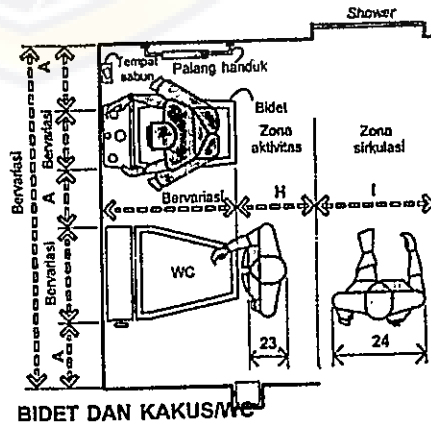 Shower
Tempat
sabun
Palang handuk
Bidet
Zona
aktivitas
Zona
sirkulasi
A
Bervariasi
Bervariasi
A
Bervariasi
A
Bervariasi
H
I
WC
23
24
BIDET DAN KAKUS/WC